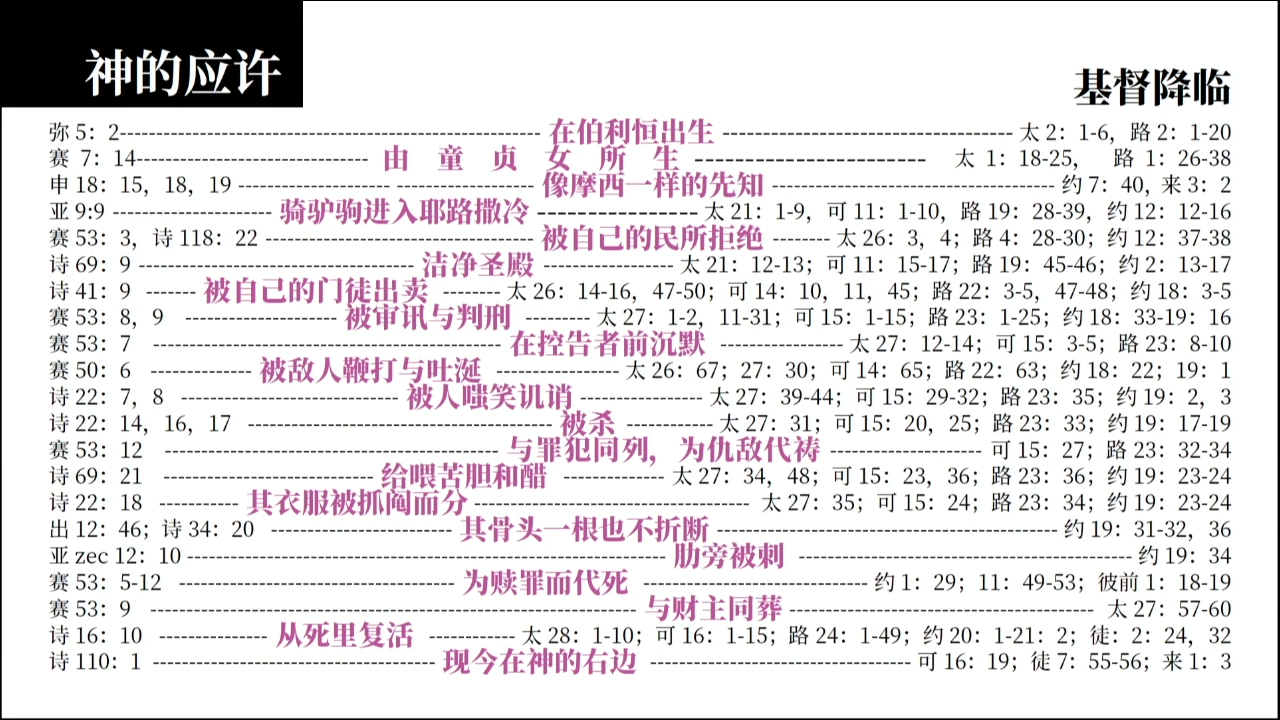 神的应许
基督降临
弥 5：2---------- 在伯利恒出生 ---------- 太 2：1-6，路 2：1-20
赛 7：14---------- 由 童 贞 女 所 生 ---------- 太 1：18-25， 路 1：26-38
申 18：15，18，19 ---------- 像摩西一样的先知 ---------- 约 7：40, 来 3：2
亚 9:9 ---------- 骑驴驹进入耶路撒冷 ---------- 太 21：1-9，可 11：1-10，路 19：28-39，约 12：12-16
赛 53：3，诗 118：22 ---------- 被自己的民所拒绝 -------- 太 26：3，4；路 4：28-30；约 12：37-38
诗 69：9 ---------- 洁净圣殿 ---------- 太 21：12-13；可 11：15-17；路 19：45-46；约 2：13-17
诗 41：9 ------- 被自己的门徒出卖 -------- 太 26：14-16，47-50；可 14：10，11，45；路 22：3-5，47-48；约 18：3-5
赛 53：8，9 ---------- 被审讯与判刑 --------- 太 27：1-2，11-31；可 15：1-15；路 23：1-25；约 18：33-19：16
赛 53：7 ---------- 在控告者前沉默 ---------- 太 27：12-14；可 15：3-5；路 23：8-10
赛 50：6 ---------- 被敌人鞭打与吐涎 ---------- 太 26：67；27：30；可 14：65；路 22：63；约 18：22；19：1
诗 22：7，8 ---------- 被人嗤笑讥诮 ---------- 太 27：39-44；可 15：29-32；路 23：35；约 19：2，3
诗 22：14，16，17 ---------- 被杀 ---------- 太 27：31；可 15：20，25；路 23：33；约 19：17-19
赛 53：12 ---------- 与罪犯同列，为仇敌代祷 ---------- 可 15：27；路 23：32-34
诗 69：21 ---------- 给喂苦胆和醋 ---------- 太 27：34，48；可 15：23，36；路 23：36；约 19：23-24
诗 22：18 ---------- 其衣服被抓阄而分 ---------- 太 27：35；可 15：24；路 23：34；约 19：23-24
出 12：46；诗 34：20 ---------- 其骨头一根也不折断 ---------- 约 19：31-32，36
亚 zec 12：10 ---------- 肋旁被刺 ---------- 约 19：34
赛 53：5-12 ---------- 为赎罪而代死 ---------- 约 1：29；11：49-53；彼前 1：18-19
赛 53：9 ---------- 与财主同葬 ---------- 太 27：57-60
诗 16：10 ---------- 从死里复活 ---------- 太 28：1-10；可 16：1-15；路 24：1-49；约 20：1-21：2；徒：2：24，32
诗 110：1 ---------- 现今在神的右边 ---------- 可 16：19；徒 7：55-56；来 1：3